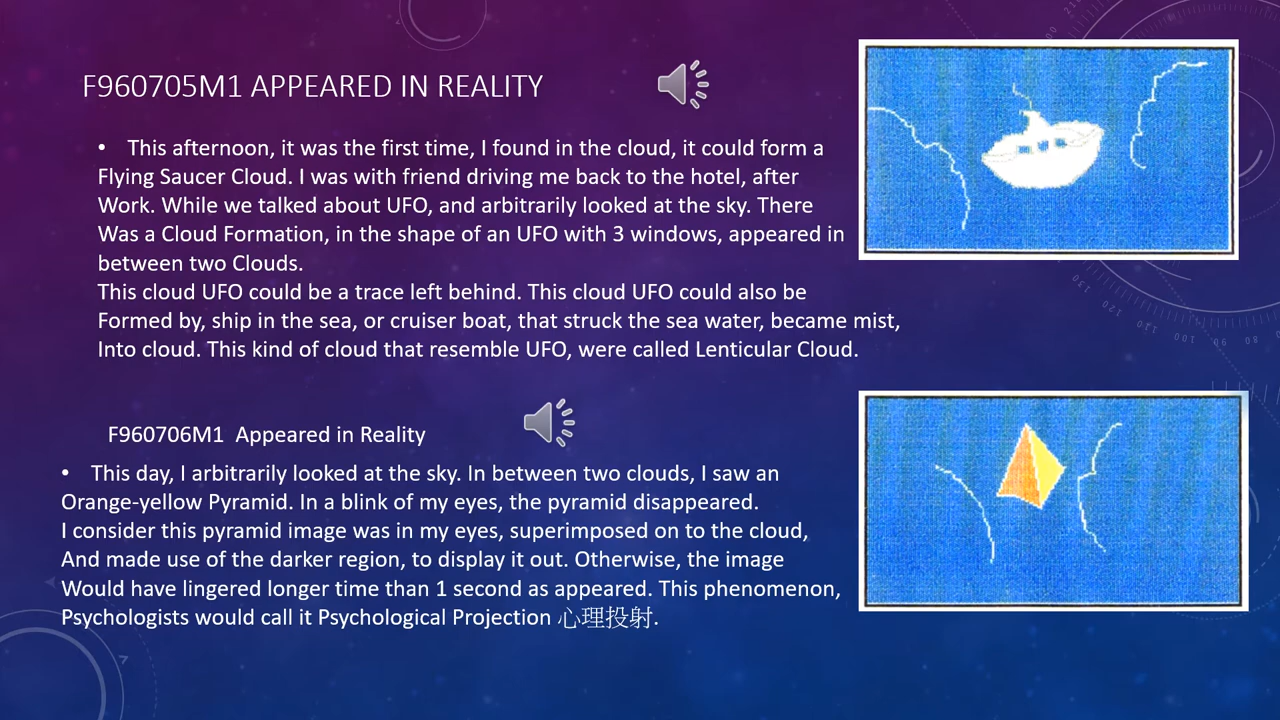 F960705M1 APPEARED IN REALITY
• This afternoon, it was the first time, I found in the cloud, it could form a
Flying Saucer Cloud. I was with friend driving me back to the hotel, after
Work. While we talked about UFO, and arbitrarily looked at the sky. There
Was a Cloud Formation, in the shape of an UFO with 3 windows, appeared in
between two Clouds.
This cloud UFO could be a trace left behind. This cloud UFO could also be
Formed by, ship in the sea, or cruiser boat, that struck the sea water, became mist,
Into cloud. This kind of cloud that resemble UFO, were called Lenticular Cloud.
F960706M1 Appeared in Reality
• This day, I arbitrarily looked at the sky. In between two clouds, I saw an
Orange-yellow Pyramid. In a blink of my eyes, the pyramid disappeared.
I consider this pyramid image was in my eyes, superimposed on to the cloud,
And made use of the darker region, to display it out. Otherwise, the image
Would have lingered longer time than 1 second as appeared. This phenomenon,
Psychologists would call it Psychological Projection 心理投射.